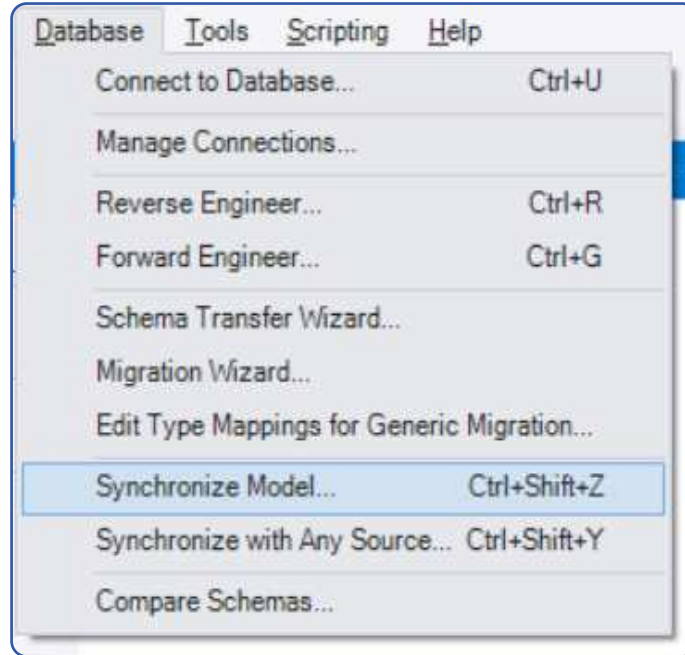 Database Tools Scripting Help
Connect to Database... Ctrl+U
Manage Connections...
Reverse Engineer... Ctrl+R
Forward Engineer... Ctrl+G
Schema Transfer Wizard...
Migration Wizard...
Edit Type Mappings for Generic Migration...
Synchronize Model... Ctrl+Shift+Z
Synchronize with Any Source... Ctrl+Shift+Y
Compare Schemas...